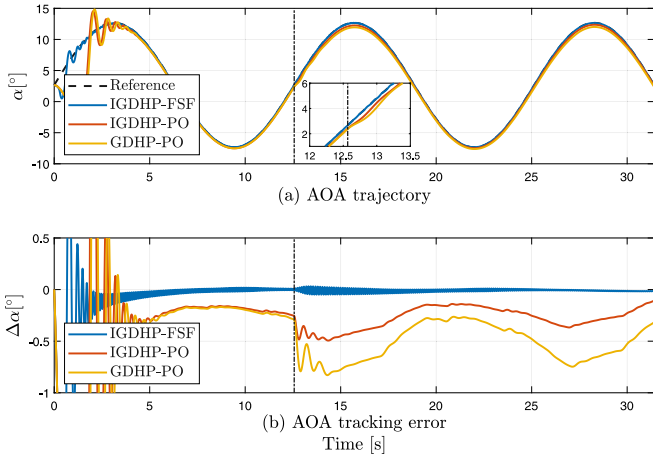 15
10
5
0
-5
-10
α[°]
Reference
IGDHP-FSF
IGDHP-PO
GDHP-PO
6
4
2
12 12.5 13 13.5
0 5 10 15 20 25 30
(a) AOA trajectory
0.5
0
-0.5
-1
Δα[°]
IGDHP-FSF
IGDHP-PO
GDHP-PO
0 5 10 15 20 25 30
(b) AOA tracking error
Time [s]